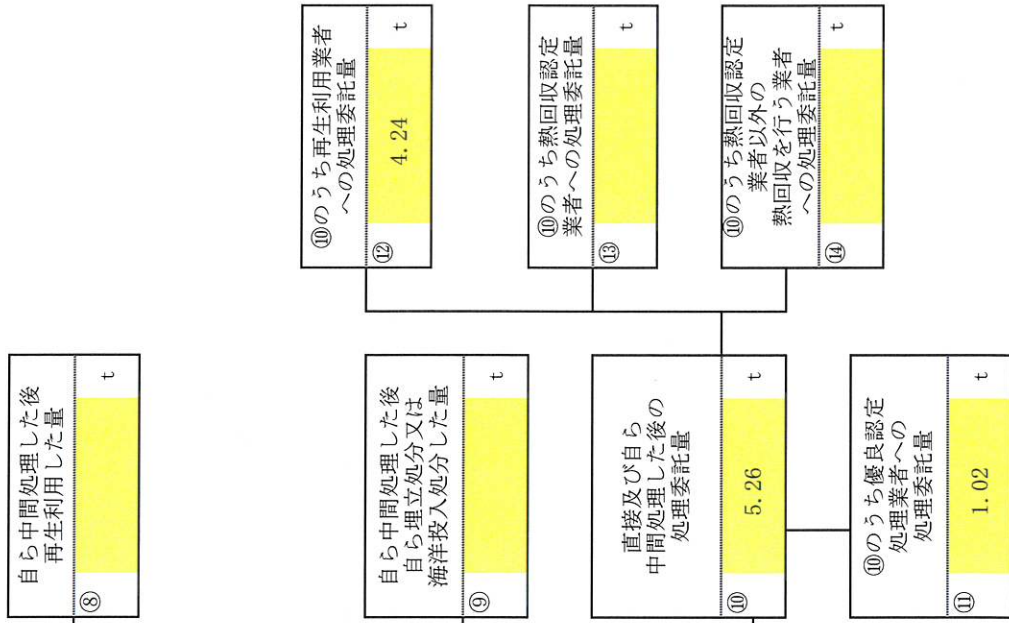 自ら中間処理した後
再生利用した量
⑧ t
自ら中間処理した後
自ら埋立処分又は
海洋投入処分した量
⑨ t
直接及び自ら
中間処理した後の
処理委託量
⑩ 5.26 t
⑩のうち優良認定
処理業者への
処理委託量
⑪ 1.02 t
⑩のうち再生利用業者
への処理委託量
⑫ 4.24 t
⑩のうち熱回収認定
業者への処理委託量
⑬ t
⑩のうち熱回収認定
業者以外の
熱回収を行う業者
への処理委託量
⑭ t